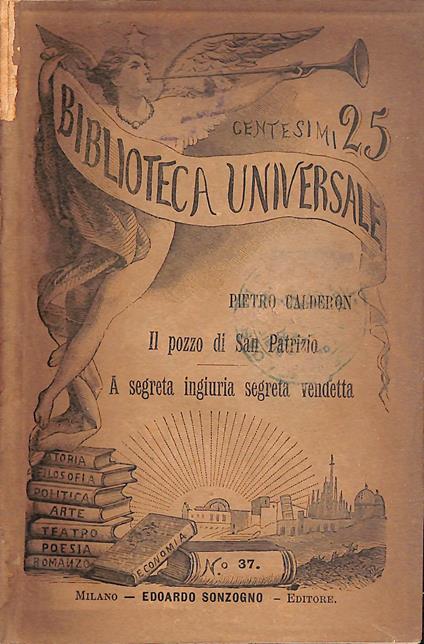 CENTESIMI 25
BIBLIOTECA UNIVERSALE
PIETRO CALDERON
Il pozzo di San Patrizio
A segreta ingiuria segreta vendetta
STORIA
FILOSOFIA
POLITICA
ARTE
TEATRO
POESIA
ROMANZO
ECONOMIA
N.o 37.
MILANO — EDOARDO SONZOGNO — EDITORE.